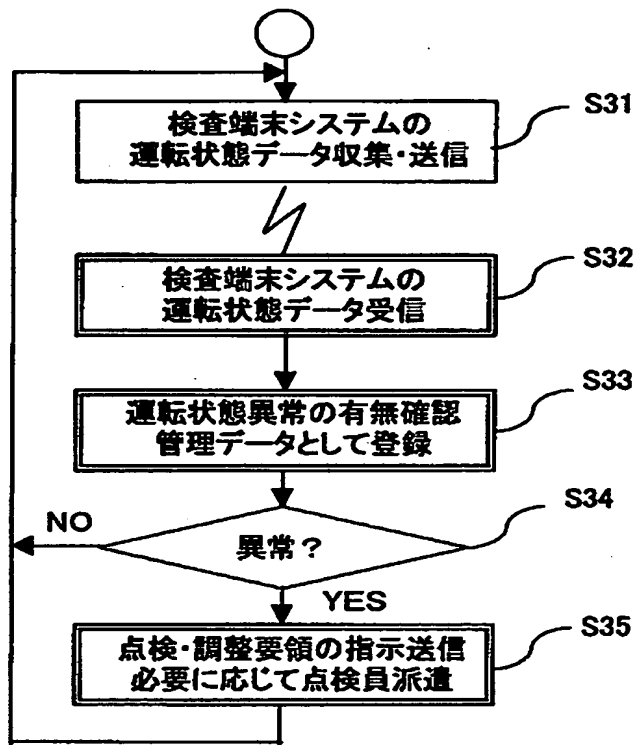 検査端末システムの
運転状態データ収集・送信
S31
検査端末システムの
運転状態データ受信
S32
運転状態異常の有無確認
管理データとして登録
S33
異常？
S34
NO
YES
点検・調整要領の指示送信
必要に応じて点検員派遣
S35